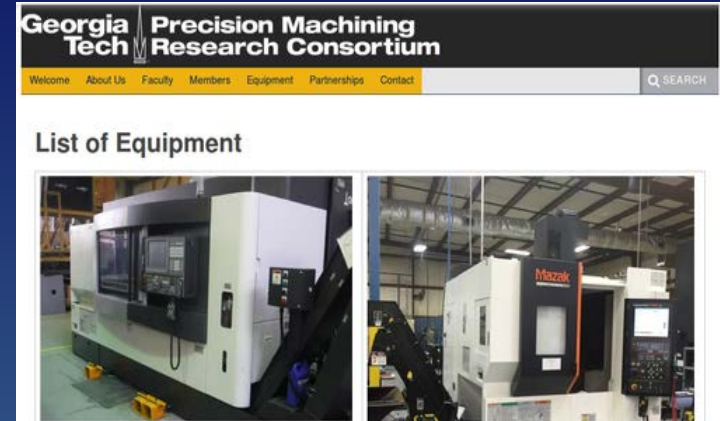 Georgia Tech Precision Machining Research Consortium
Welcome About Us Faculty Members Equipment Partnerships Contact SEARCH
List of Equipment
Mazak